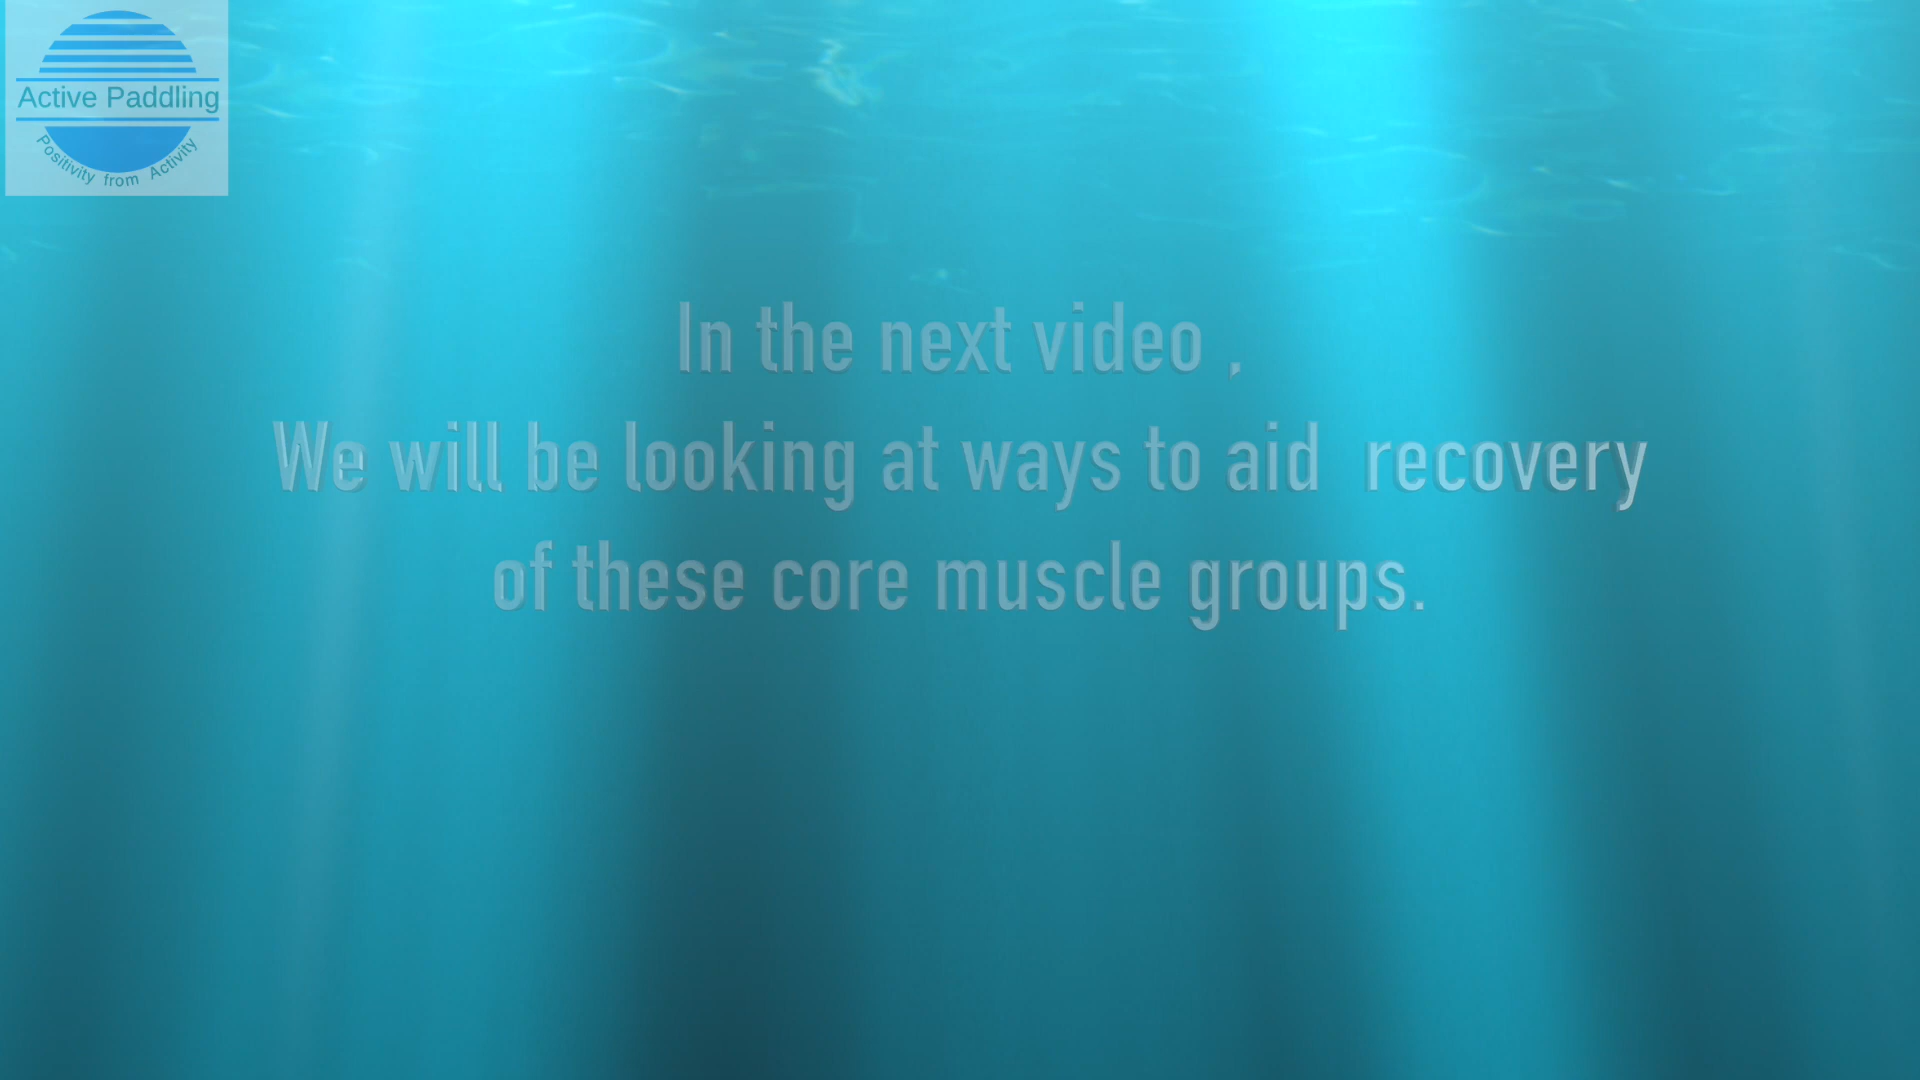 Active Paddling
Positivity from Activity
In the next video ,
We will be looking at ways to aid recovery
of these core muscle groups.